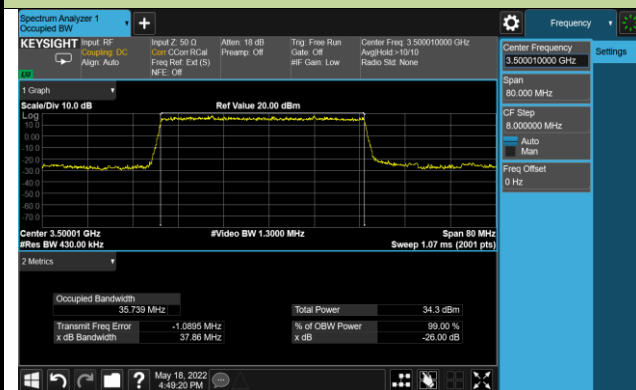 Spectrum Analyzer 1
Occupied BW
+
Frequency
KEYSIGHT
Input: RF
Coupling: DC
Align: Auto
Input Z: 50 Ω
Corr CCorr RCal
Freq Ref: Ext (S)
NFE: Off
Atten: 18 dB
Preamp: Off
Trig: Free Run
Gate: Off
#IF Gain: Low
Center Freq: 3.500010000 GHz
Avg|Hold:>10/10
Radio Std: None
Center Frequency
3.500010000 GHz
Settings
Span
80.000 MHz
CF Step
8.000000 MHz
Auto
Man
Freq Offset
0 Hz
1 Graph
Scale/Div 10.0 dB
Ref Value 20.00 dBm
Log
10.0
0.00
-10.0
-20.0
-30.0
-40.0
-50.0
-60.0
-70.0
Center 3.50001 GHz
#Video BW 1.3000 MHz
Span 80 MHz
#Res BW 430.00 kHz
Sweep 1.07 ms (2001 pts)
2 Metrics
Occupied Bandwidth
35.739 MHz
Total Power
34.3 dBm
Transmit Freq Error
-1.0895 MHz
% of OBW Power
99.00 %
x dB Bandwidth
37.86 MHz
x dB
-26.00 dB
?
May 18, 2022
4:49:20 PM